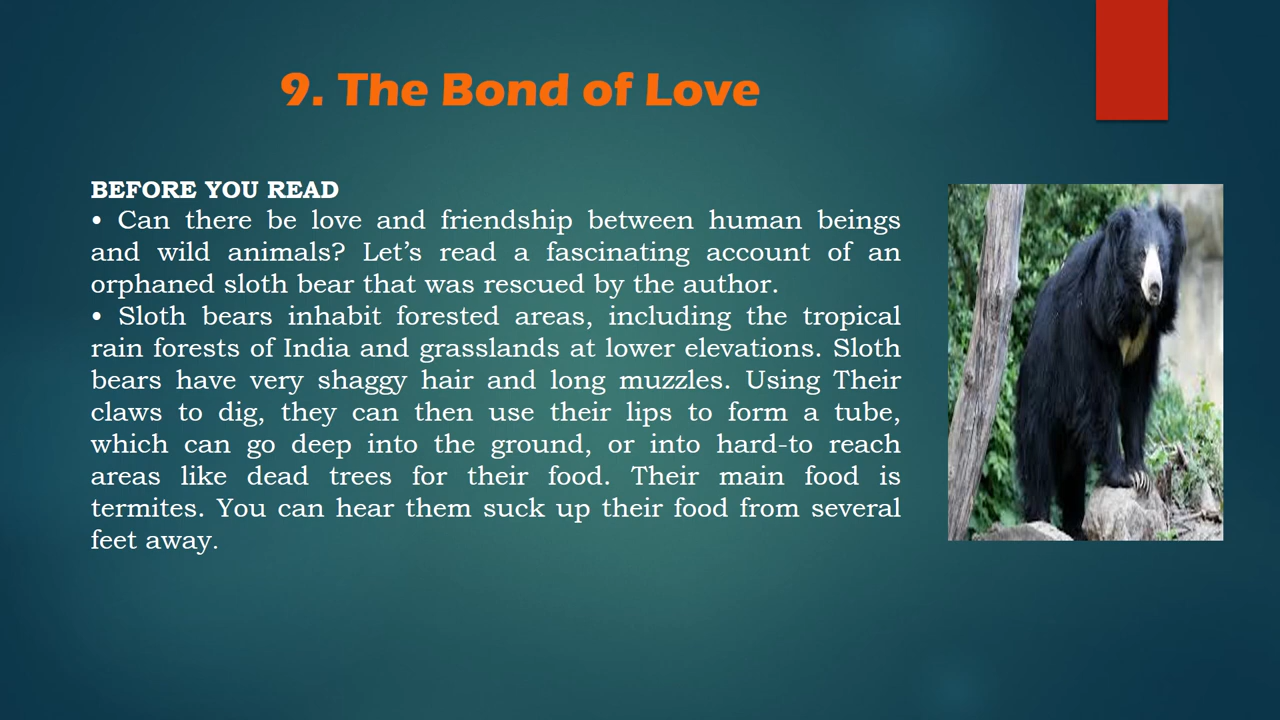 9. The Bond of Love
BEFORE YOU READ
• Can there be love and friendship between human beings
and wild animals? Let’s read a fascinating account of an
orphaned sloth bear that was rescued by the author.
• Sloth bears inhabit forested areas, including the tropical
rain forests of India and grasslands at lower elevations. Sloth
bears have very shaggy hair and long muzzles. Using Their
claws to dig, they can then use their lips to form a tube,
which can go deep into the ground, or into hard-to reach
areas like dead trees for their food. Their main food is
termites. You can hear them suck up their food from several
feet away.